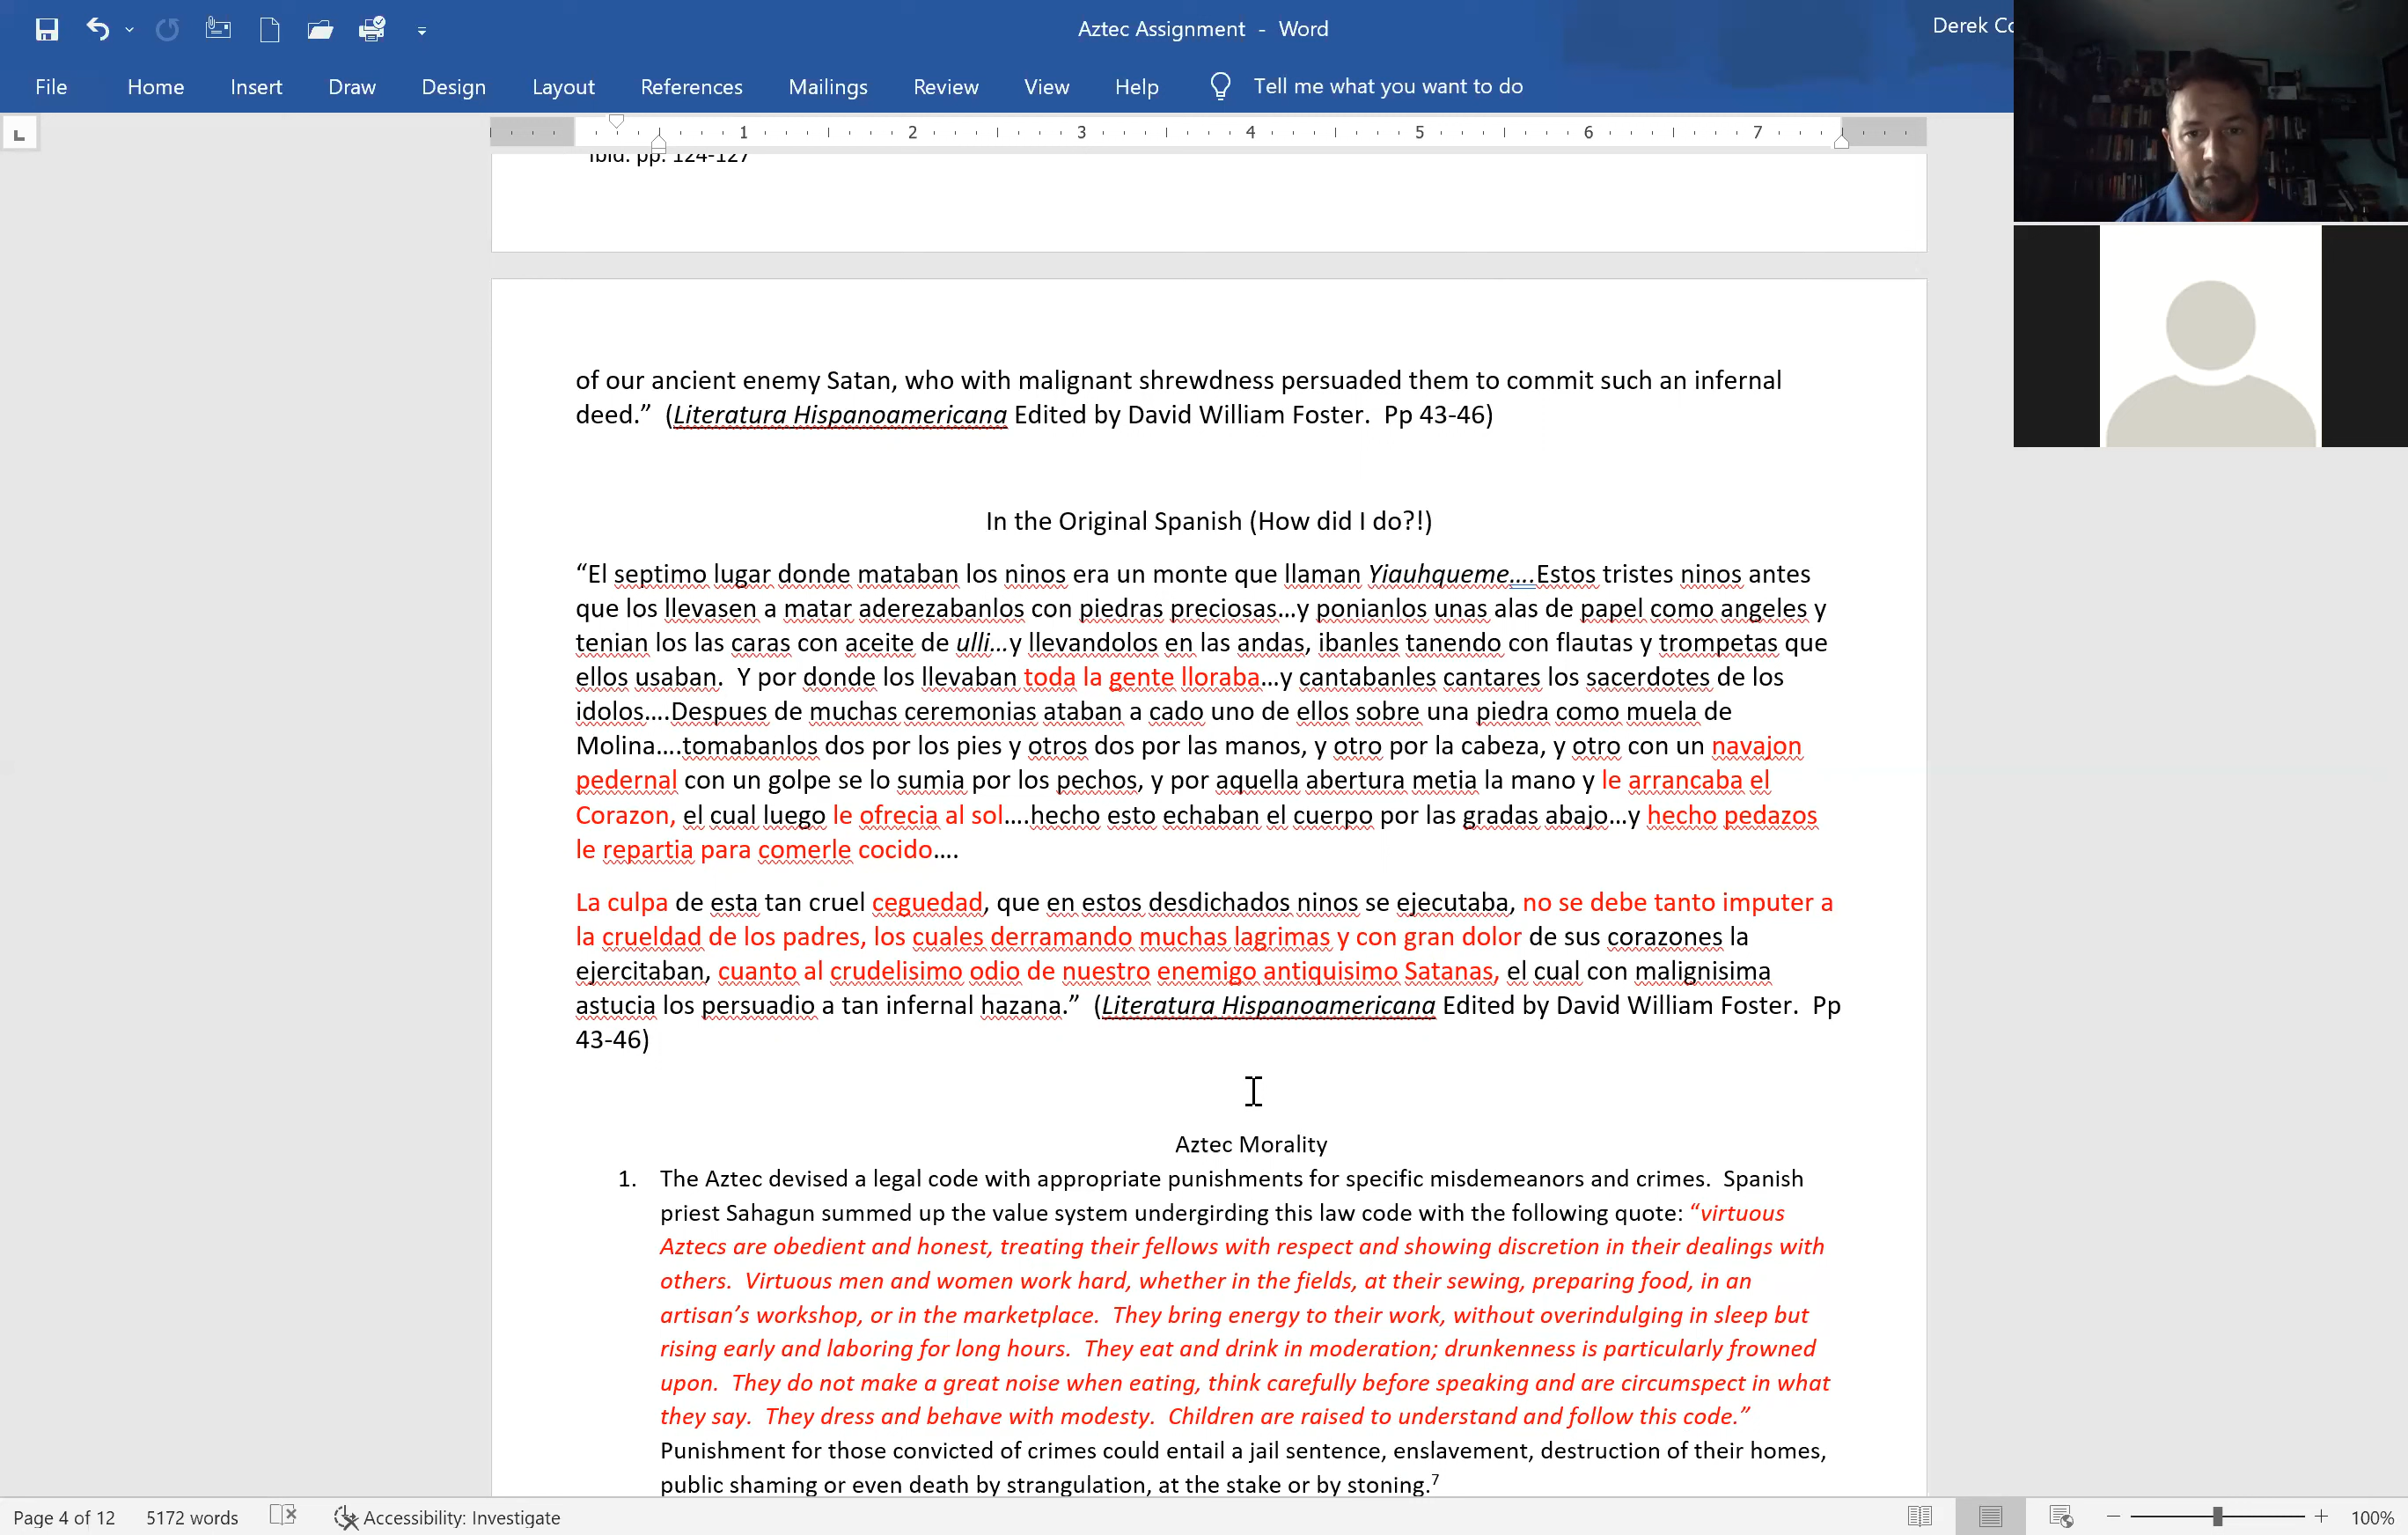 Aztec Assignment - Word
Derek Co
File Home Insert Draw Design Layout References Mailings Review View Help Tell me what you want to do
1 2 3 4 5 6 7
Ibid. pp. 124-127
of our ancient enemy Satan, who with malignant shrewdness persuaded them to commit such an infernal
deed.” (Literatura Hispanoamericana Edited by David William Foster. Pp 43-46)
In the Original Spanish (How did I do?!)
“El septimo lugar donde mataban los ninos era un monte que llaman Yiauhqueme….Estos tristes ninos antes
que los llevasen a matar aderezabanlos con piedras preciosas…y ponianlos unas alas de papel como angeles y
tenian los las caras con aceite de ulli…y llevandolos en las andas, ibanles tanendo con flautas y trompetas que
ellos usaban. Y por donde los llevaban toda la gente lloraba…y cantabanles cantares los sacerdotes de los
idolos….Despues de muchas ceremonias ataban a cado uno de ellos sobre una piedra como muela de
Molina….tomabanlos dos por los pies y otros dos por las manos, y otro por la cabeza, y otro con un navajon
pedernal con un golpe se lo sumia por los pechos, y por aquella abertura metia la mano y le arrancaba el
Corazon, el cual luego le ofrecia al sol….hecho esto echaban el cuerpo por las gradas abajo…y hecho pedazos
le repartia para comerle cocido….
La culpa de esta tan cruel ceguedad, que en estos desdichados ninos se ejecutaba, no se debe tanto imputer a
la crueldad de los padres, los cuales derramando muchas lagrimas y con gran dolor de sus corazones la
ejercitaban, cuanto al crudelisimo odio de nuestro enemigo antiquisimo Satanas, el cual con malignisima
astucia los persuadio a tan infernal hazana.” (Literatura Hispanoamericana Edited by David William Foster. Pp
43-46)
Aztec Morality
1. The Aztec devised a legal code with appropriate punishments for specific misdemeanors and crimes. Spanish
priest Sahagun summed up the value system undergirding this law code with the following quote: “virtuous
Aztecs are obedient and honest, treating their fellows with respect and showing discretion in their dealings with
others. Virtuous men and women work hard, whether in the fields, at their sewing, preparing food, in an
artisan’s workshop, or in the marketplace. They bring energy to their work, without overindulging in sleep but
rising early and laboring for long hours. They eat and drink in moderation; drunkenness is particularly frowned
upon. They do not make a great noise when eating, think carefully before speaking and are circumspect in what
they say. They dress and behave with modesty. Children are raised to understand and follow this code.”
Punishment for those convicted of crimes could entail a jail sentence, enslavement, destruction of their homes,
public shaming or even death by strangulation, at the stake or by stoning.7
Page 4 of 12 5172 words Accessibility: Investigate 100%